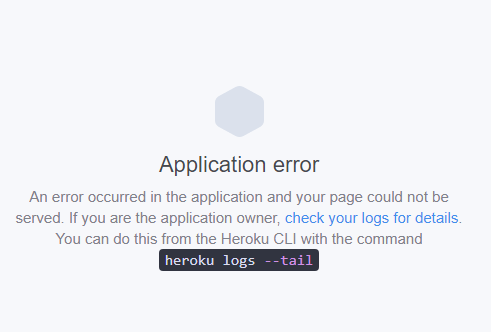 Application error
An error occurred in the application and your page could not be
served. If you are the application owner, check your logs for details.
You can do this from the Heroku CLI with the command
heroku logs --tail